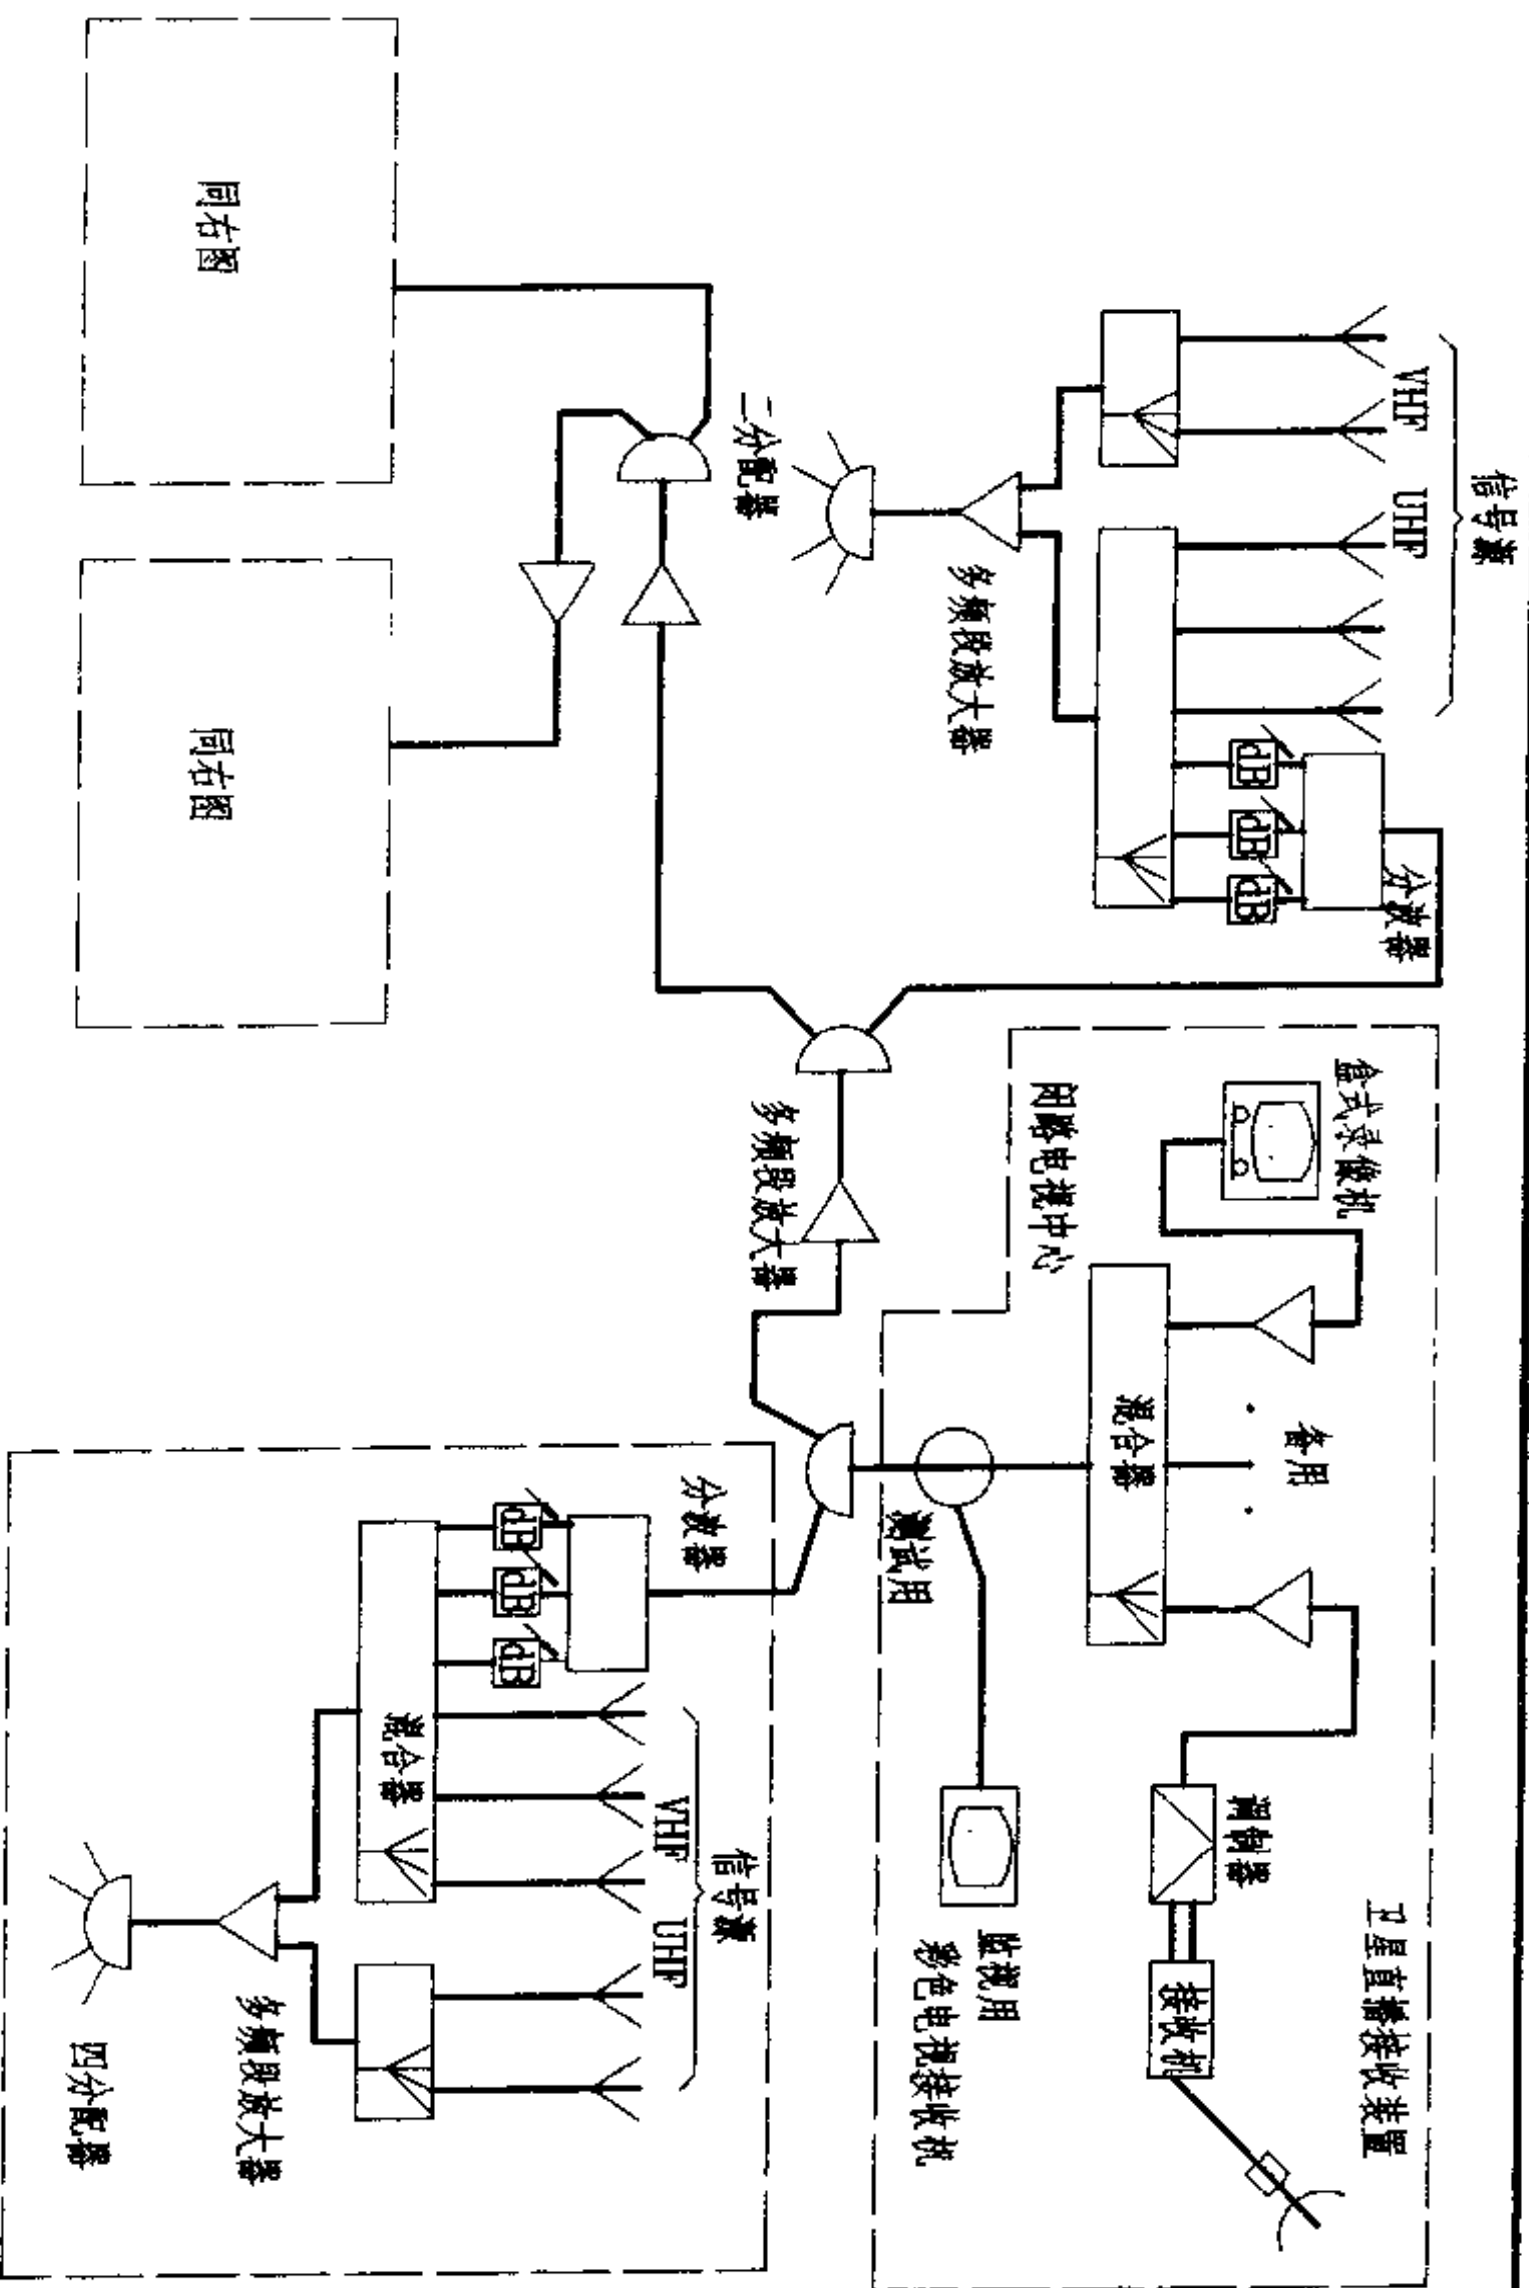 信号源
VHF
UHF
分波器
dB
dB
dB
多频段放大器
二分配器
同右图
同右图
卫星直播接收装置
盒式录像机
备用
调制器
接收机
混合器
闭路电视中心
测试用
监视用
彩色电视接收机
多频段放大器
分波器
信号源
VHF
UHF
dB
dB
dB
混合器
多频段放大器
四分配器